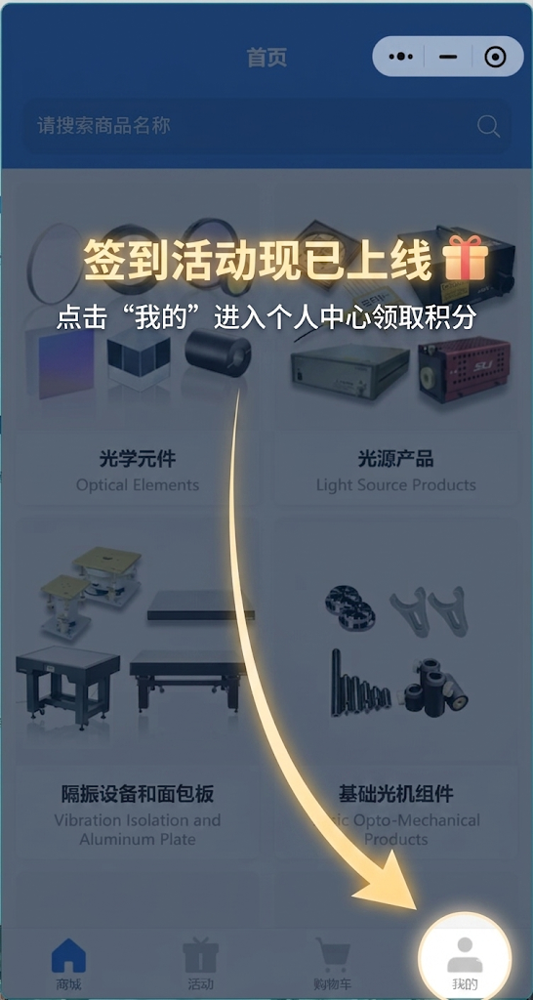 首页
请搜索商品名称
签到活动现已上线
点击“我的”进入个人中心领取积分
SLI
光学元件
Optical Elements
光源产品
Light Source Products
隔振设备和面包板
Vibration Isolation and
Aluminum Plate
基础光机组件
sic Opto-Mechanical
Products
商城
活动
购物车
我的